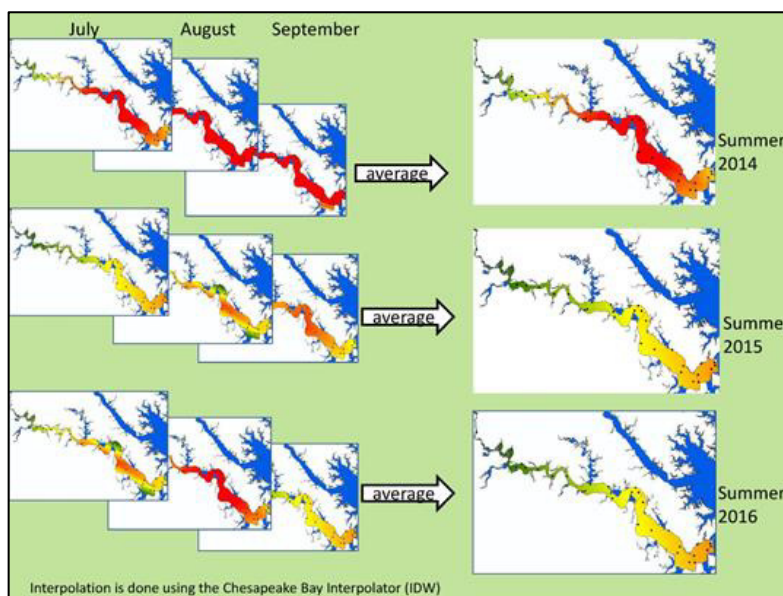 July August September
average
Summer
2014
average
Summer
2015
average
Summer
2016
Interpolation is done using the Chesapeake Bay Interpolator (IDW)